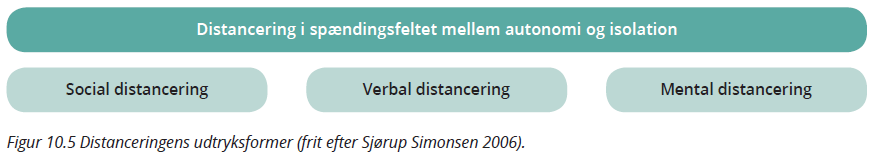 Distancering i spændingsfeltet mellem autonomi og isolation
Social distancering
Verbal distancering
Mental distancering
Figur 10.5 Distanceringens udtryksformer (frit efter Sjørup Simonsen 2006).